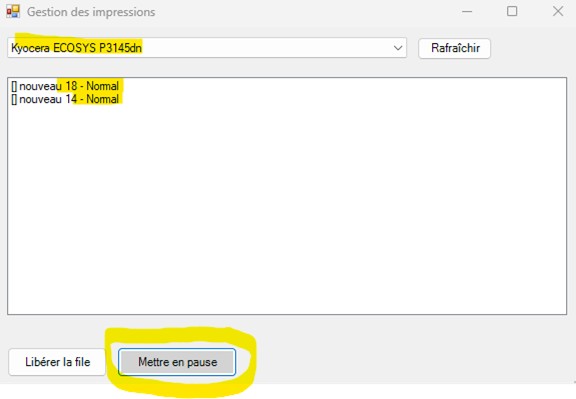 Gestion des impressions
Kyocera ECOSYS P3145dn
Rafraîchir
[] nouveau 18 - Normal
[] nouveau 14 - Normal
Libérer la file
Mettre en pause